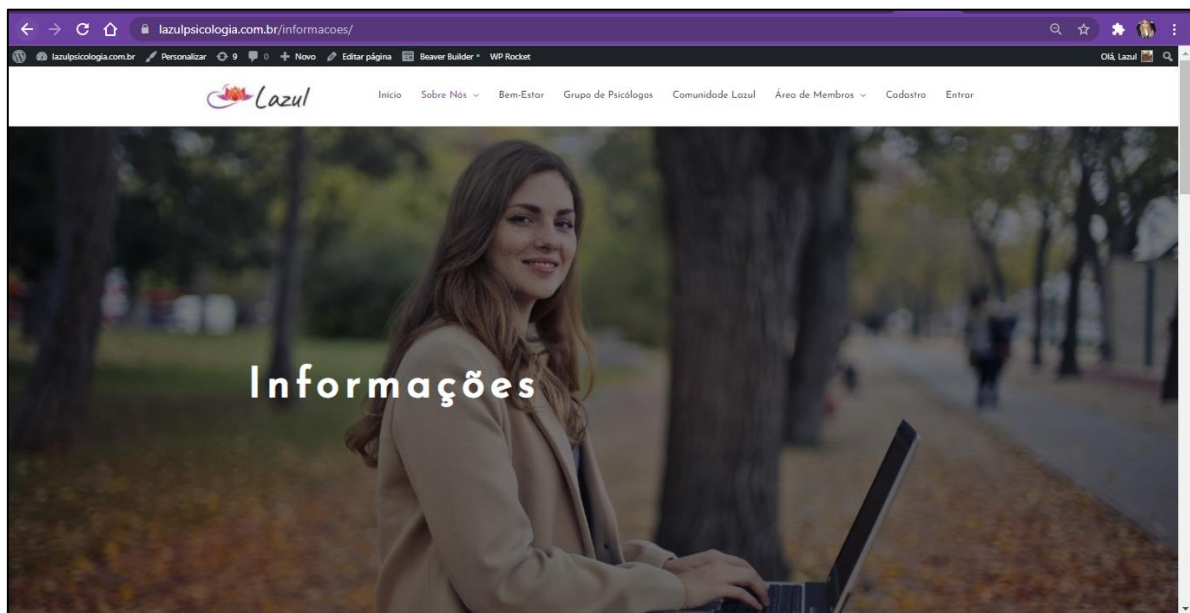 lazulpsicologia.com.br/informacoes/
lazulpsicologia.com.br Personalizar 9 0 Novo Editar página Beaver Builder WP Rocket Olá, Lazul
Lazul Início Sobre Nós Bem-Estar Grupo de Psicólogos Comunidade Lazul Área de Membros Cadastro Entrar
Informações